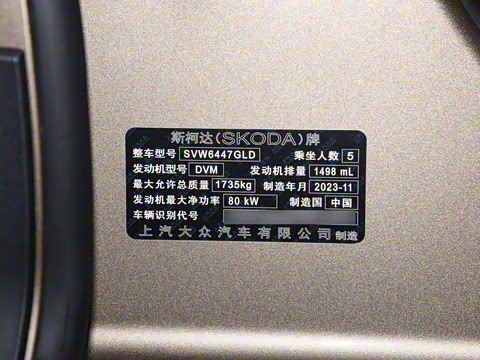 斯柯达(SKODA)牌
整车型号 SVW6447GLD 乘坐人数 5
发动机型号 DVM 发动机排量 1498 mL
最大允许总质量 1735kg 制造年月 2023-11
发动机最大净功率 80 kW 制造国 中国
车辆识别代号
上汽大众汽车有限公司 制造